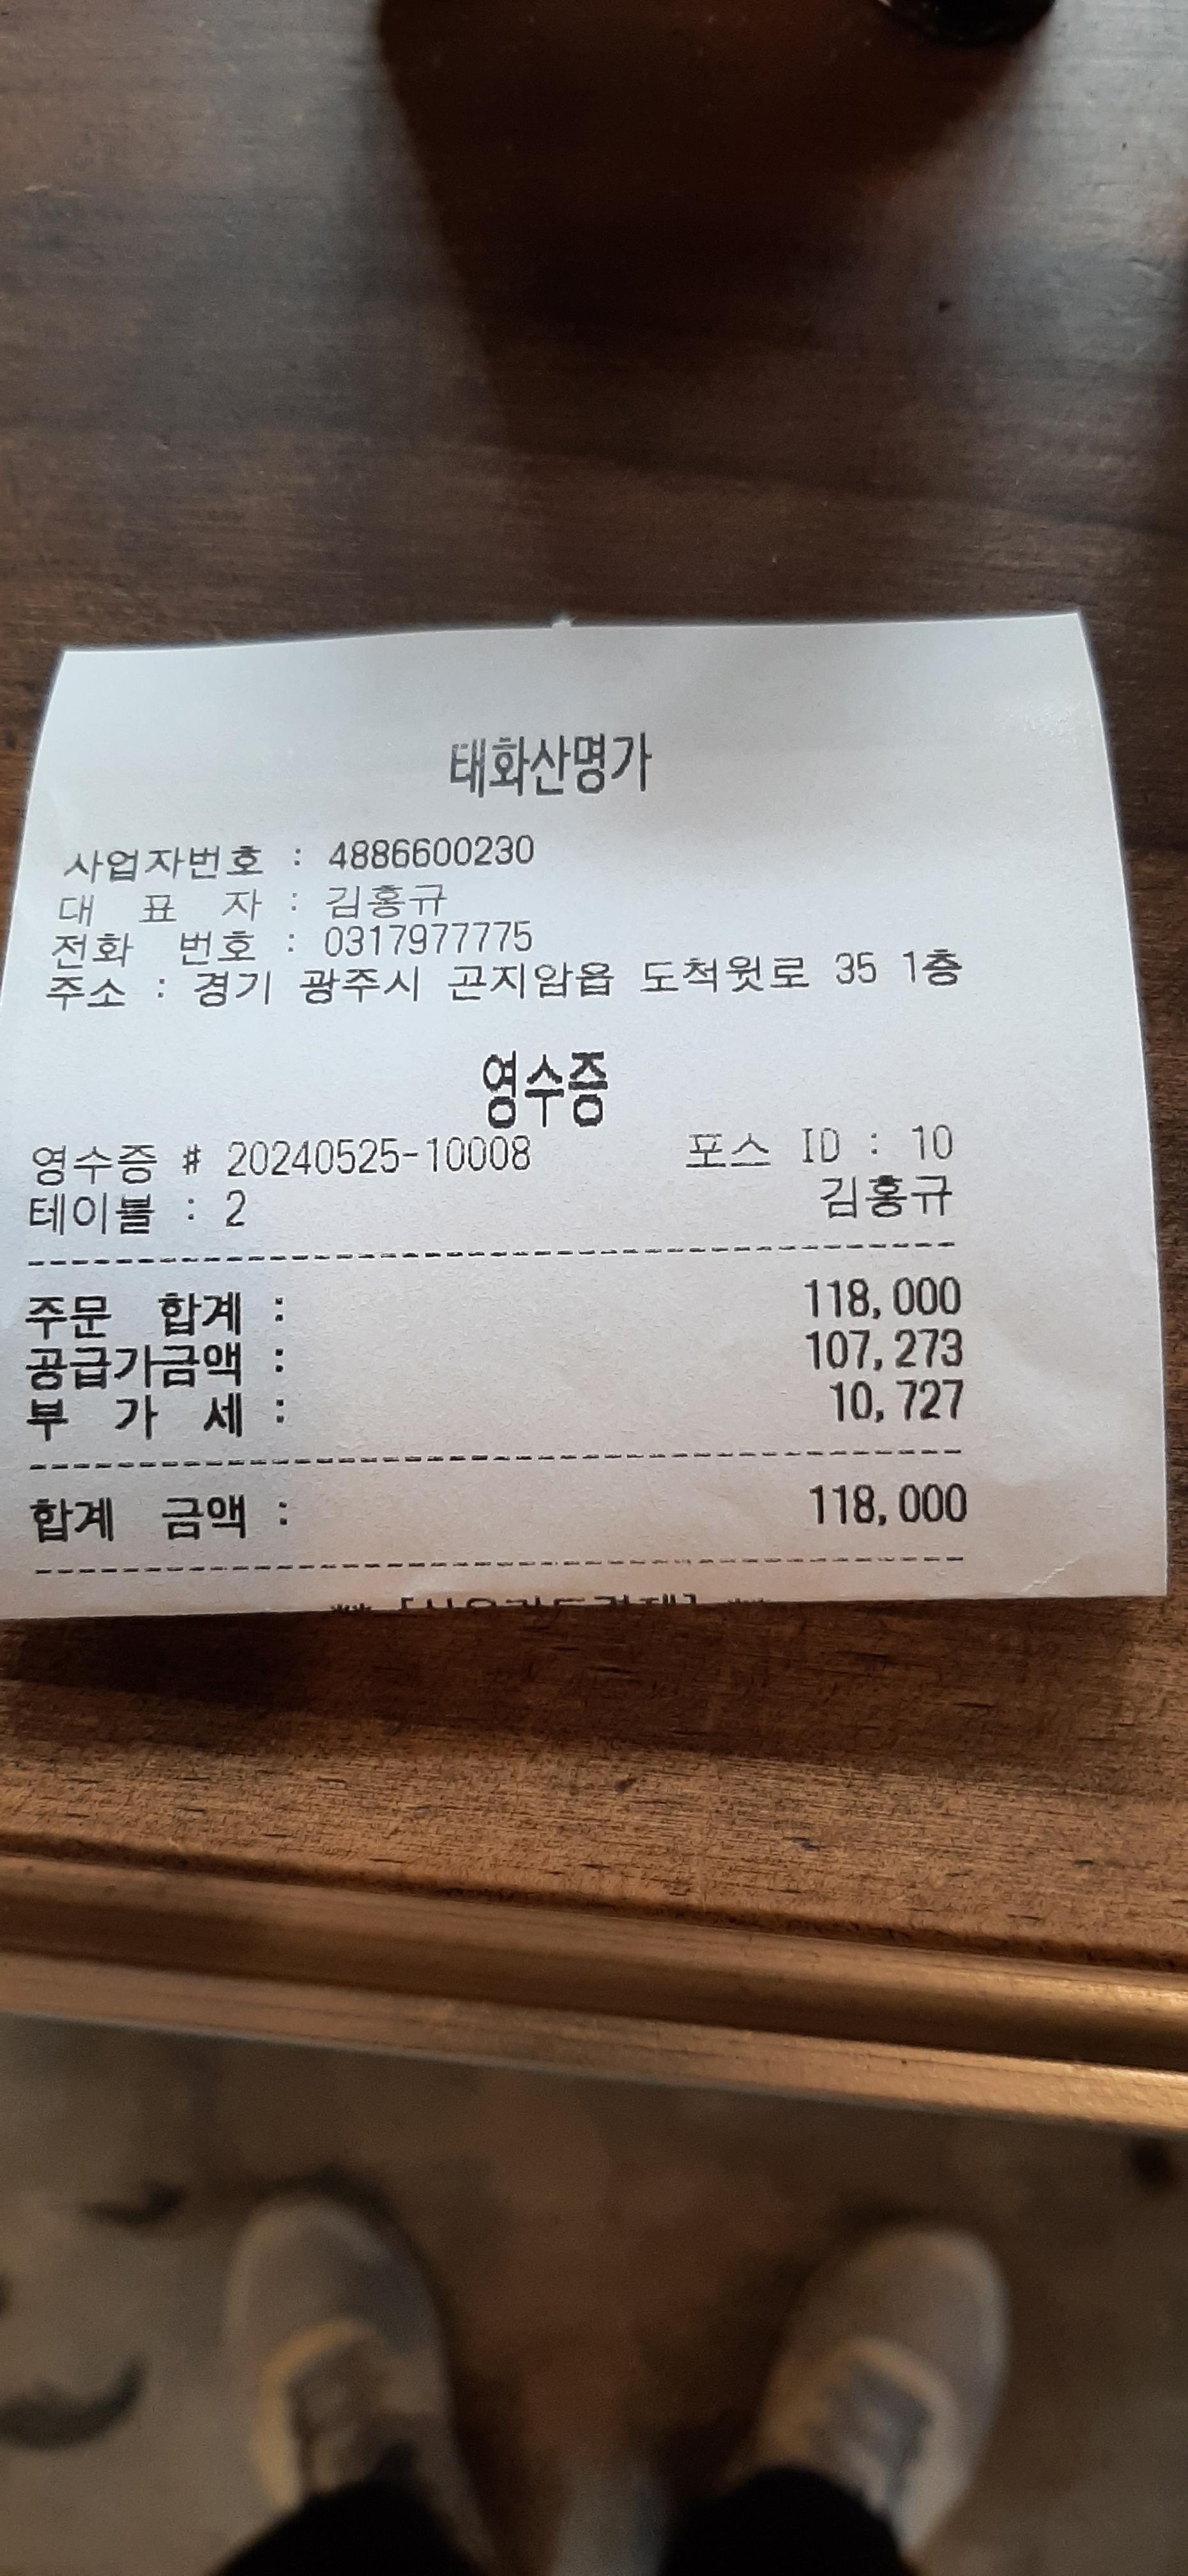 태화산명가
사업자번호 : 4886600230
대 표 자 : 김홍규
전화 번호 : 0317977775
주소 : 경기 광주시 곤지암읍 도척윗로 35 1층
영수증
영수증 # 20240525-10008 포스 ID : 10
테이블 : 2 김홍규
주문 합계 : 118,000
공급가금액 : 107,273
부 가 세 : 10,727
합계 금액 : 118,000